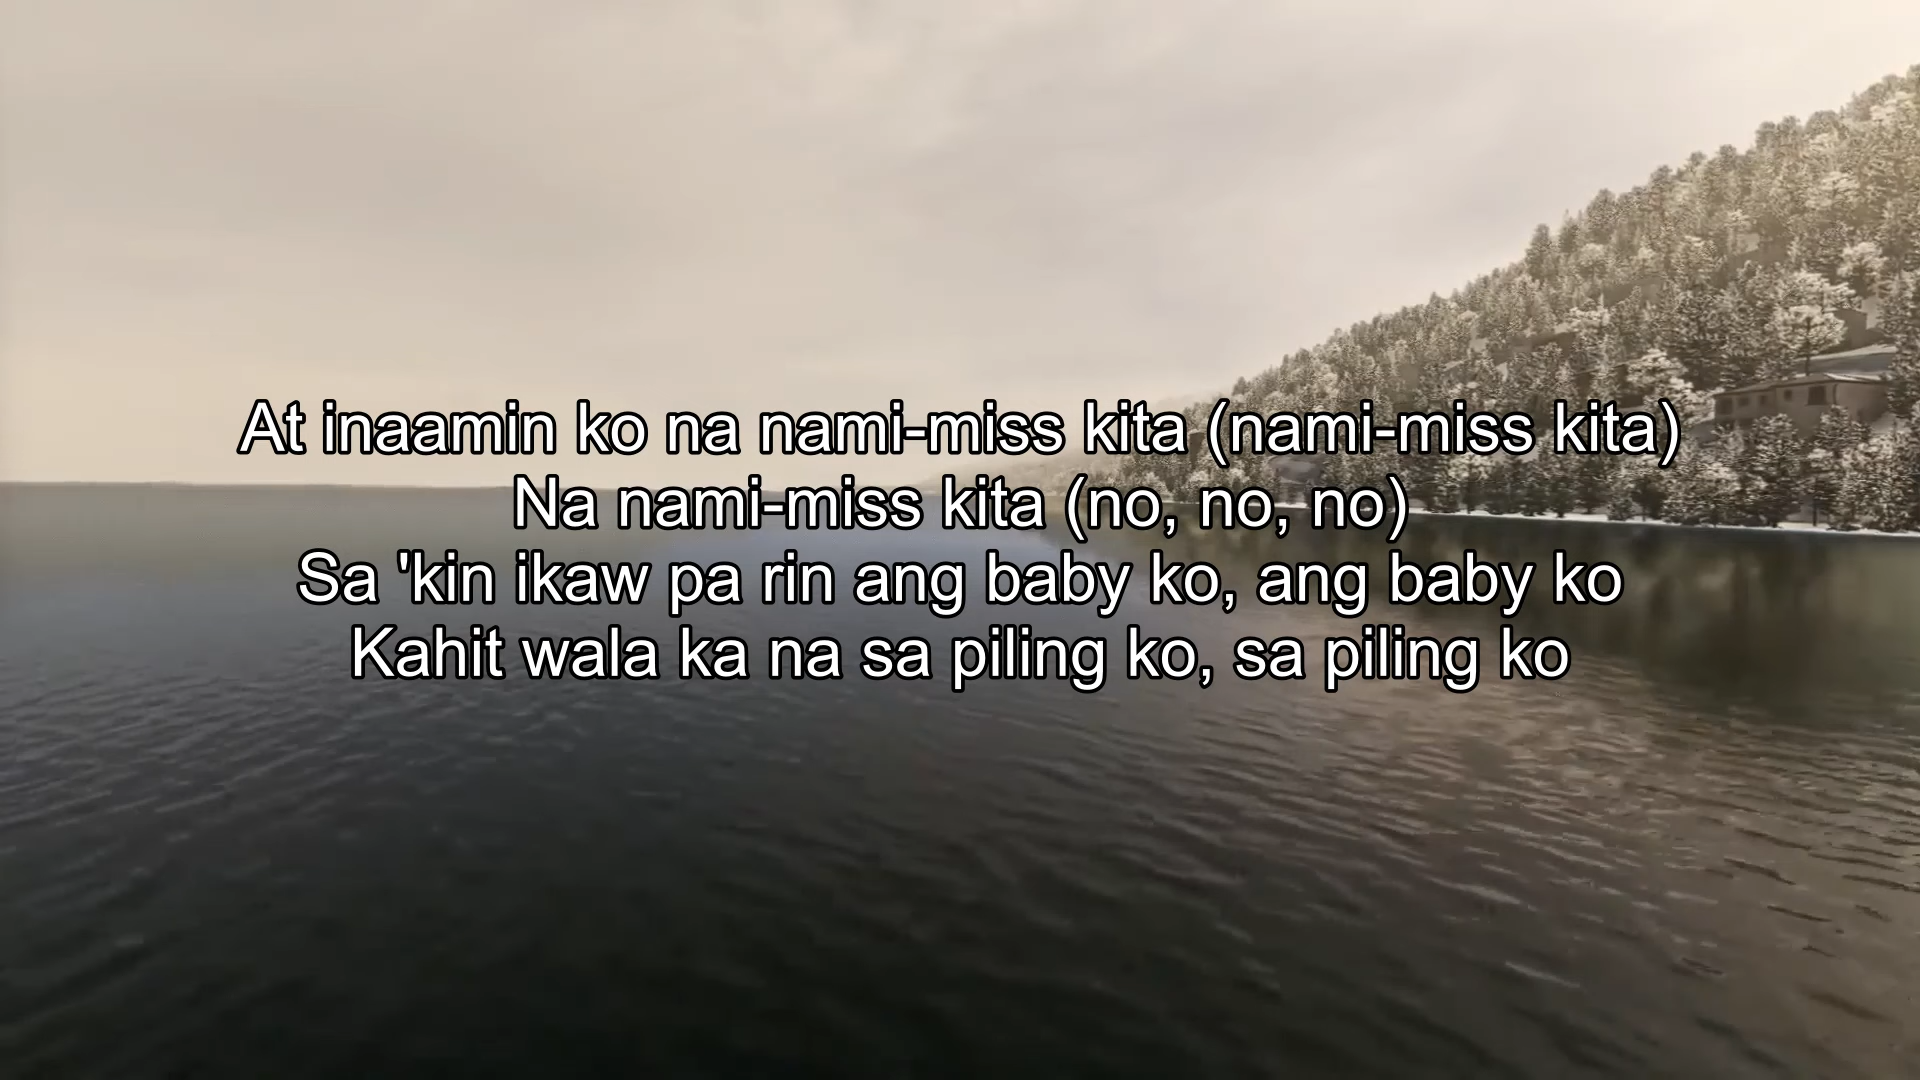 At inaamin ko na nami-miss kita (nami-miss kita)
Na nami-miss kita (no, no, no)
Sa 'kin ikaw pa rin ang baby ko, ang baby ko
Kahit wala ka na sa piling ko, sa piling ko